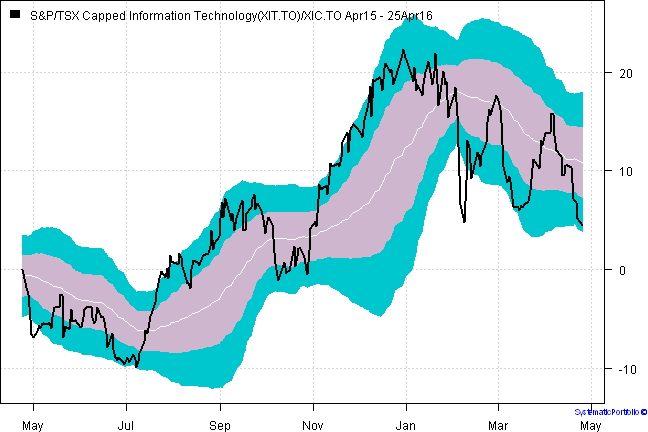 S&P/TSX Capped Information Technology(XIT.TO)/XIC.TO Apr15 - 25Apr16
20
10
0
-10
SystematicPortfolio ©
May Jul Sep Nov Jan Mar May